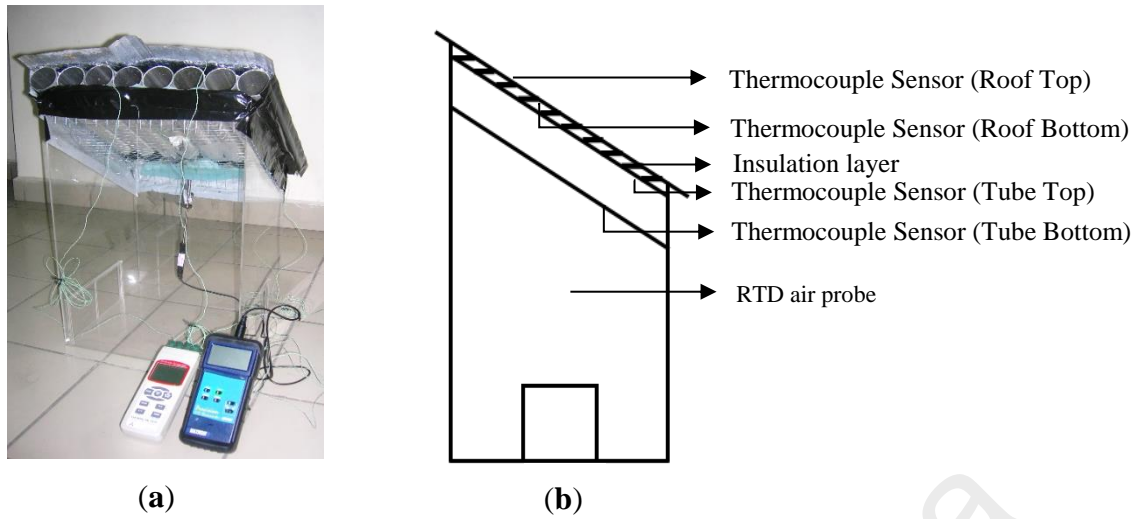 Thermocouple Sensor (Roof Top)
Thermocouple Sensor (Roof Bottom)
Insulation layer
Thermocouple Sensor (Tube Top)
Thermocouple Sensor (Tube Bottom)
RTD air probe
(a)
(b)